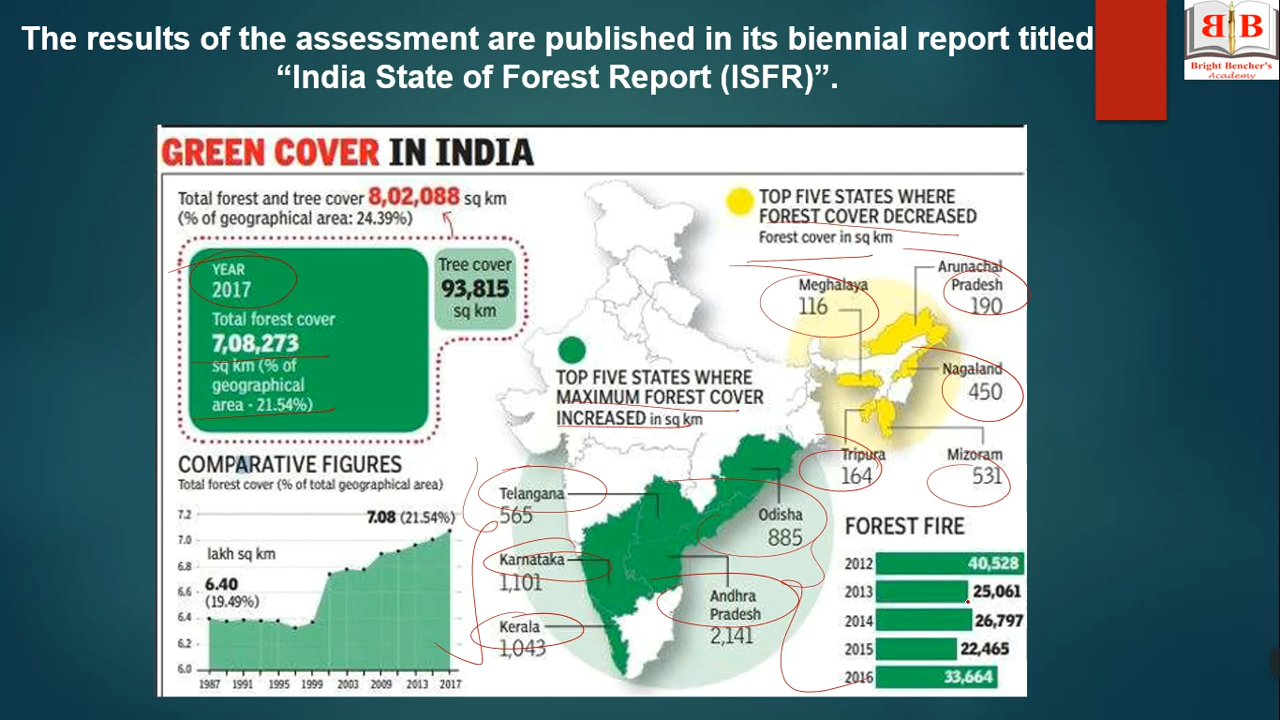 The results of the assessment are published in its biennial report titled
“India State of Forest Report (ISFR)”.
BB
Bright Bencher's
Academy
GREEN COVER IN INDIA
Total forest and tree cover 8,02,088 sq km
(% of geographical area: 24.39%)
YEAR
2017
Total forest cover
7,08,273
sq km (% of
geographical
area - 21.54%)
Tree cover
93,815
sq km
TOP FIVE STATES WHERE
FOREST COVER DECREASED
Forest cover in sq km
Meghalaya
116
Arunachal
Pradesh
190
Nagaland
450
Tripura
164
Mizoram
531
TOP FIVE STATES WHERE
MAXIMUM FOREST COVER
INCREASED in sq km
Telangana
565
Karnataka
1,101
Kerala
1,043
Odisha
885
Andhra
Pradesh
2,141
COMPARATIVE FIGURES
Total forest cover (% of total geographical area)
7.08 (21.54%)
lakh sq km
6.40
(19.49%)
7.2
7.0
6.8
6.6
6.4
6.2
6.0
1987 1991 1995 1999 2003 2009 2013 2017
FOREST FIRE
2012 40,528
2013 25,061
2014 26,797
2015 22,465
2016 33,664